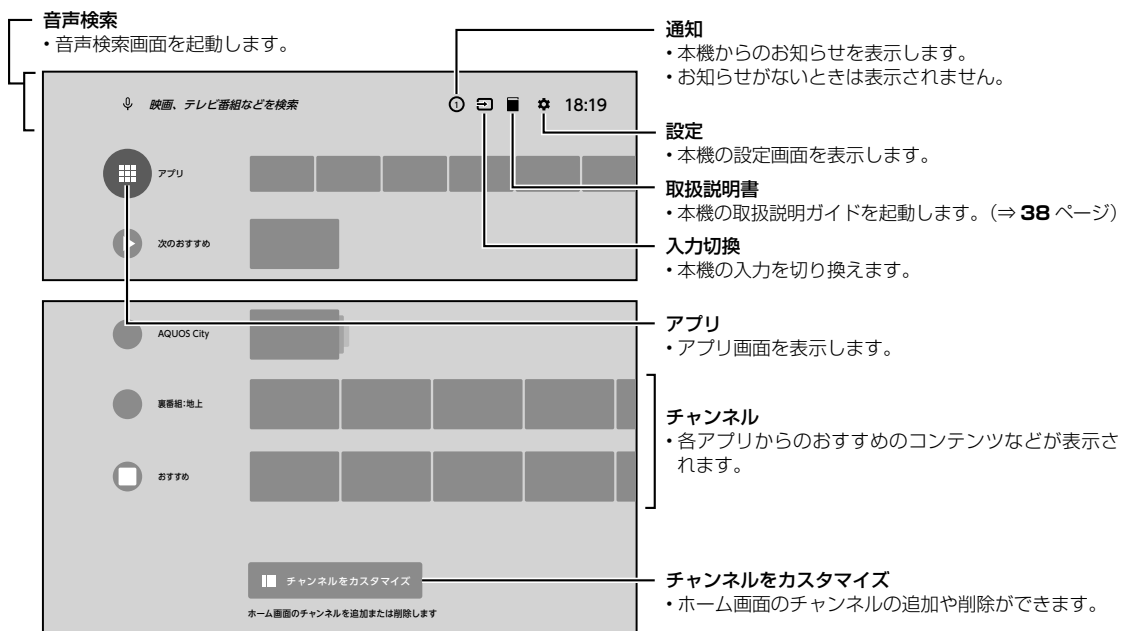 音声検索
• 音声検索画面を起動します。
映画、テレビ番組などを検索
1
18:19
アプリ
次のおすすめ
AQUOS City
裏番組:地上
おすすめ
チャンネルをカスタマイズ
ホーム画面のチャンネルを追加または削除します
通知
• 本機からのお知らせを表示します。
• お知らせがないときは表示されません。
設定
• 本機の設定画面を表示します。
取扱説明書
• 本機の取扱説明ガイドを起動します。(⇒ 38 ページ)
入力切換
• 本機の入力を切り換えます。
アプリ
• アプリ画面を表示します。
チャンネル
• 各アプリからのおすすめのコンテンツなどが表示さ
れます。
チャンネルをカスタマイズ
• ホーム画面のチャンネルの追加や削除ができます。